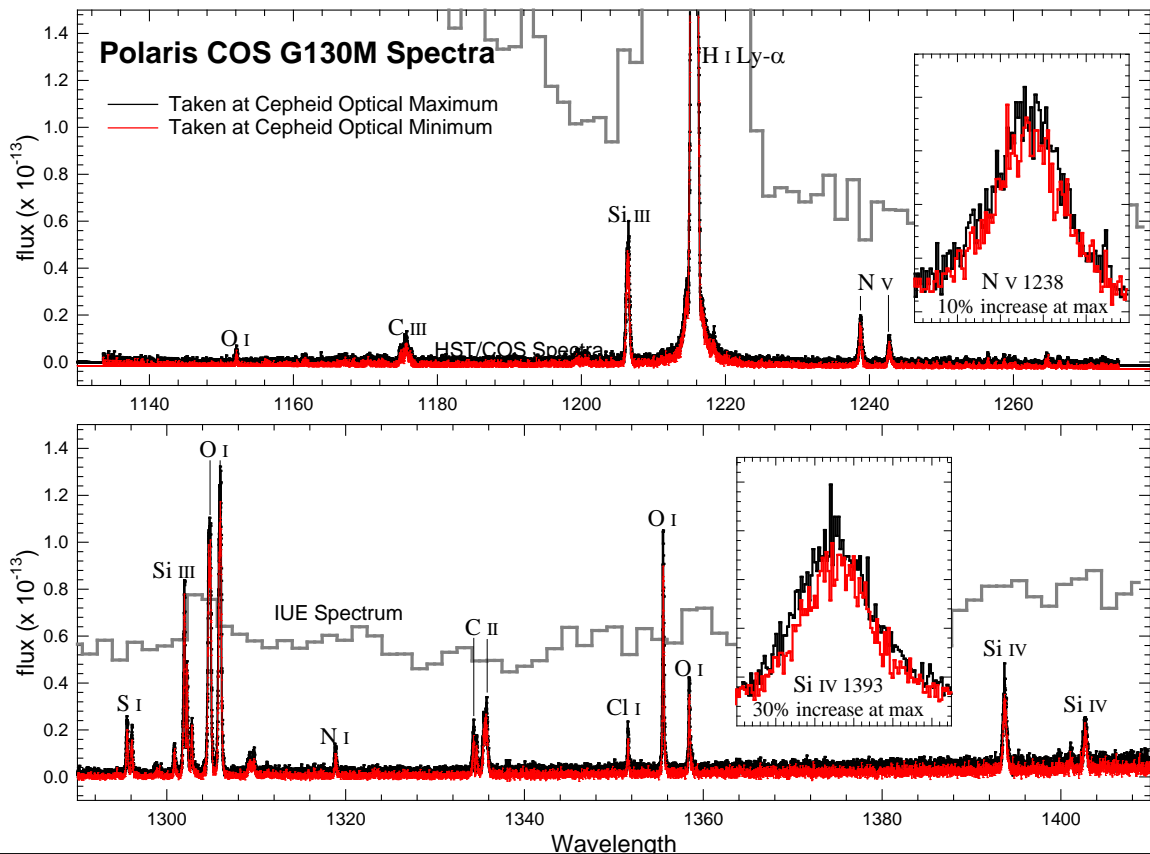 Polaris COS G130M Spectra
Taken at Cepheid Optical Maximum
Taken at Cepheid Optical Minimum
H I Ly-α
Si III
N V
O I
C III
HST/COS Spectra
N V 1238
10% increase at max
flux (x 10⁻¹³)
1.4
1.2
1.0
0.8
0.6
0.4
0.2
0.0
1140 1160 1180 1200 1220 1240 1260
O I
O I
Si III
IUE Spectrum
C II
O I
Si IV
S I
N I
Cl I
Si IV
Si IV 1393
30% increase at max
flux (x 10⁻¹³)
1.4
1.2
1.0
0.8
0.6
0.4
0.2
0.0
1300 1320 1340 1360 1380 1400
Wavelength